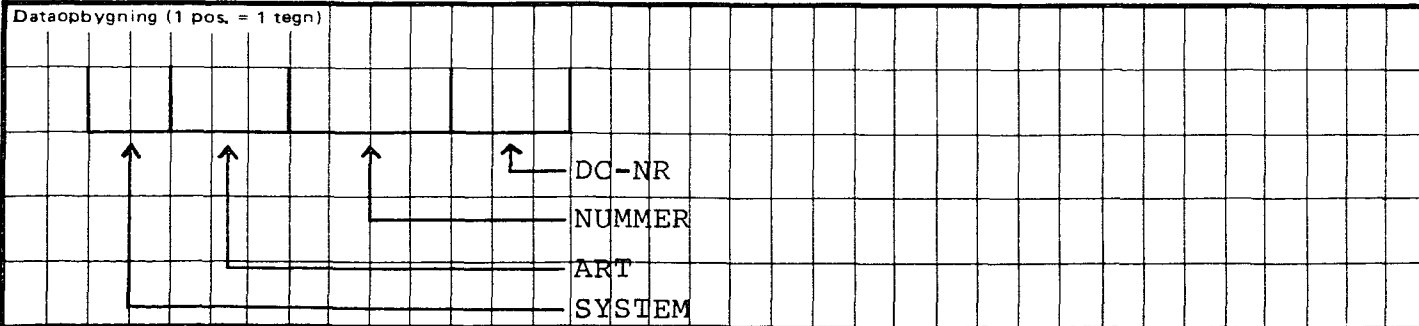 Dataopbygning (1 pos. = 1 tegn)
DC-NR
NUMMER
ART
SYSTEM